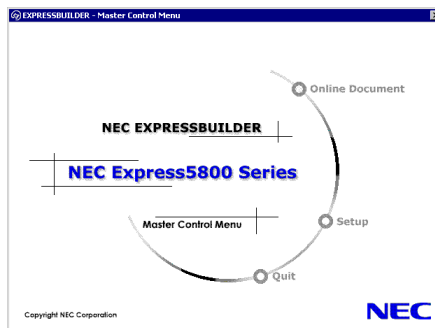 EXPRESSBUILDER - Master Control Menu
Online Document
NEC EXPRESSBUILDER
NEC Express5800 Series
Master Control Menu
Setup
Quit
Copyright NEC Corporation
NEC